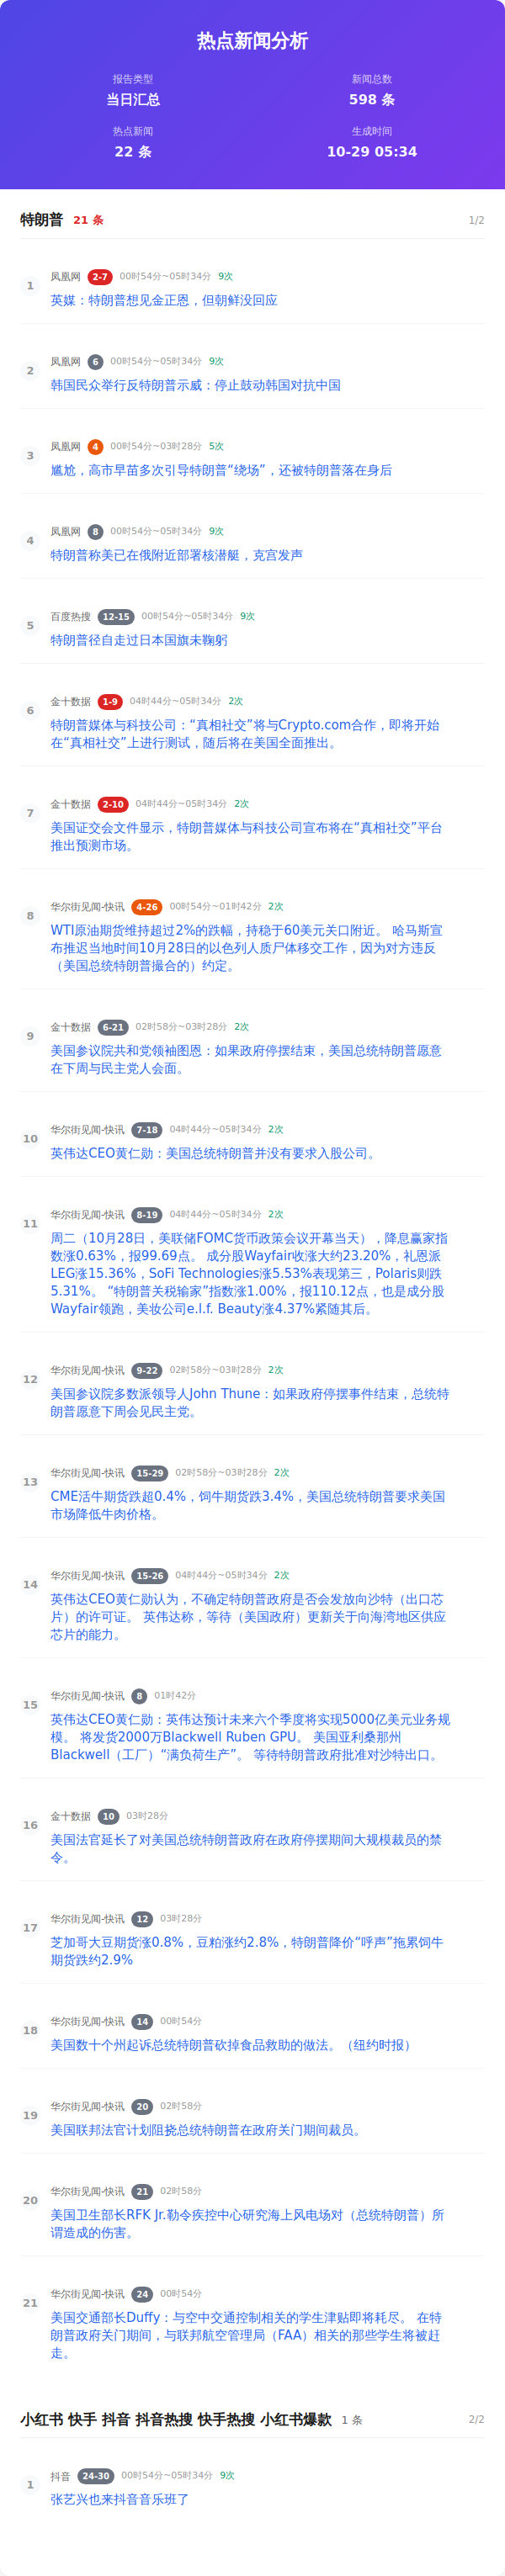 热点新闻分析
报告类型
当日汇总
新闻总数
598 条
热点新闻
22 条
生成时间
10-29 05:34
特朗普 21 条 1/2
1
凤凰网 2-7 00时54分~05时34分 9次
英媒：特朗普想见金正恩，但朝鲜没回应
2
凤凰网 6 00时54分~05时34分 9次
韩国民众举行反特朗普示威：停止鼓动韩国对抗中国
3
凤凰网 4 00时54分~03时28分 5次
尴尬，高市早苗多次引导特朗普“绕场”，还被特朗普落在身后
4
凤凰网 8 00时54分~05时34分 9次
特朗普称美已在俄附近部署核潜艇，克宫发声
5
百度热搜 12-15 00时54分~05时34分 9次
特朗普径自走过日本国旗未鞠躬
6
金十数据 1-9 04时44分~05时34分 2次
特朗普媒体与科技公司：“真相社交”将与Crypto.com合作，即将开始
在“真相社交”上进行测试，随后将在美国全面推出。
7
金十数据 2-10 04时44分~05时34分 2次
美国证交会文件显示，特朗普媒体与科技公司宣布将在“真相社交”平台
推出预测市场。
8
华尔街见闻-快讯 4-26 00时54分~01时42分 2次
WTI原油期货维持超过2%的跌幅，持稳于60美元关口附近。 哈马斯宣
布推迟当地时间10月28日的以色列人质尸体移交工作，因为对方违反
（美国总统特朗普撮合的）约定。
9
金十数据 6-21 02时58分~03时28分 2次
美国参议院共和党领袖图恩：如果政府停摆结束，美国总统特朗普愿意
在下周与民主党人会面。
10
华尔街见闻-快讯 7-18 04时44分~05时34分 2次
英伟达CEO黄仁勋：美国总统特朗普并没有要求入股公司。
11
华尔街见闻-快讯 8-19 04时44分~05时34分 2次
周二（10月28日，美联储FOMC货币政策会议开幕当天），降息赢家指
数涨0.63%，报99.69点。 成分股Wayfair收涨大约23.20%，礼恩派
LEG涨15.36%，SoFi Technologies涨5.53%表现第三，Polaris则跌
5.31%。 “特朗普关税输家”指数涨1.00%，报110.12点，也是成分股
Wayfair领跑，美妆公司e.l.f. Beauty涨4.37%紧随其后。
12
华尔街见闻-快讯 9-22 02时58分~03时28分 2次
美国参议院多数派领导人John Thune：如果政府停摆事件结束，总统特
朗普愿意下周会见民主党。
13
华尔街见闻-快讯 15-29 02时58分~03时28分 2次
CME活牛期货跌超0.4%，饲牛期货跌3.4%，美国总统特朗普要求美国
市场降低牛肉价格。
14
华尔街见闻-快讯 15-26 04时44分~05时34分 2次
英伟达CEO黄仁勋认为，不确定特朗普政府是否会发放向沙特（出口芯
片）的许可证。 英伟达称，等待（美国政府）更新关于向海湾地区供应
芯片的能力。
15
华尔街见闻-快讯 8 01时42分
英伟达CEO黄仁勋：英伟达预计未来六个季度将实现5000亿美元业务规
模。 将发货2000万Blackwell Ruben GPU。 美国亚利桑那州
Blackwell（工厂）“满负荷生产”。 等待特朗普政府批准对沙特出口。
16
金十数据 10 03时28分
美国法官延长了对美国总统特朗普政府在政府停摆期间大规模裁员的禁
令。
17
华尔街见闻-快讯 12 03时28分
芝加哥大豆期货涨0.8%，豆粕涨约2.8%，特朗普降价“呼声”拖累饲牛
期货跌约2.9%
18
华尔街见闻-快讯 14 00时54分
美国数十个州起诉总统特朗普砍掉食品救助的做法。（纽约时报）
19
华尔街见闻-快讯 20 02时58分
美国联邦法官计划阻挠总统特朗普在政府关门期间裁员。
20
华尔街见闻-快讯 21 02时58分
美国卫生部长RFK Jr.勒令疾控中心研究海上风电场对（总统特朗普）所
谓造成的伤害。
21
华尔街见闻-快讯 24 00时54分
美国交通部长Duffy：与空中交通控制相关的学生津贴即将耗尽。 在特
朗普政府关门期间，与联邦航空管理局（FAA）相关的那些学生将被赶
走。
小红书 快手 抖音 抖音热搜 快手热搜 小红书爆款 1 条 2/2
1
抖音 24-30 00时54分~05时34分 9次
张艺兴也来抖音音乐班了